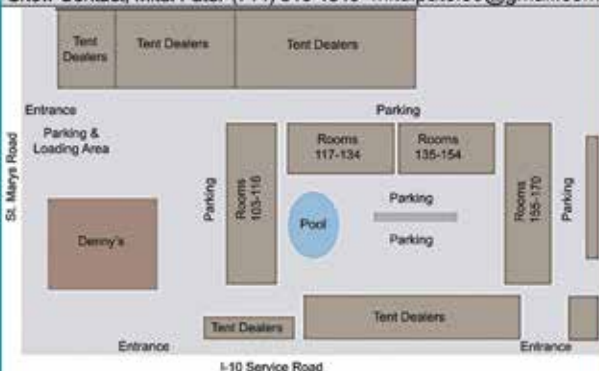 Tent
Dealers
Tent Dealers
Tent Dealers
Entrance
Parking
Parking &
Loading Area
Rooms
117-134
Rooms
135-154
St. Marys Road
Parking
Rooms
103-116
Rooms
155-170
Parking
Parking
Pool
Parking
Denny's
Tent Dealers
Tent Dealers
Entrance
Entrance
I-10 Service Road